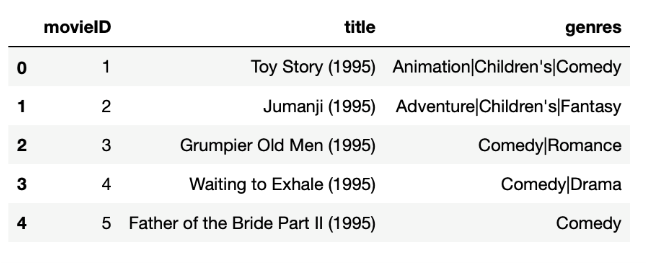 movieID title genres
0 1 Toy Story (1995) Animation|Children's|Comedy
1 2 Jumanji (1995) Adventure|Children's|Fantasy
2 3 Grumpier Old Men (1995) Comedy|Romance
3 4 Waiting to Exhale (1995) Comedy|Drama
4 5 Father of the Bride Part II (1995) Comedy